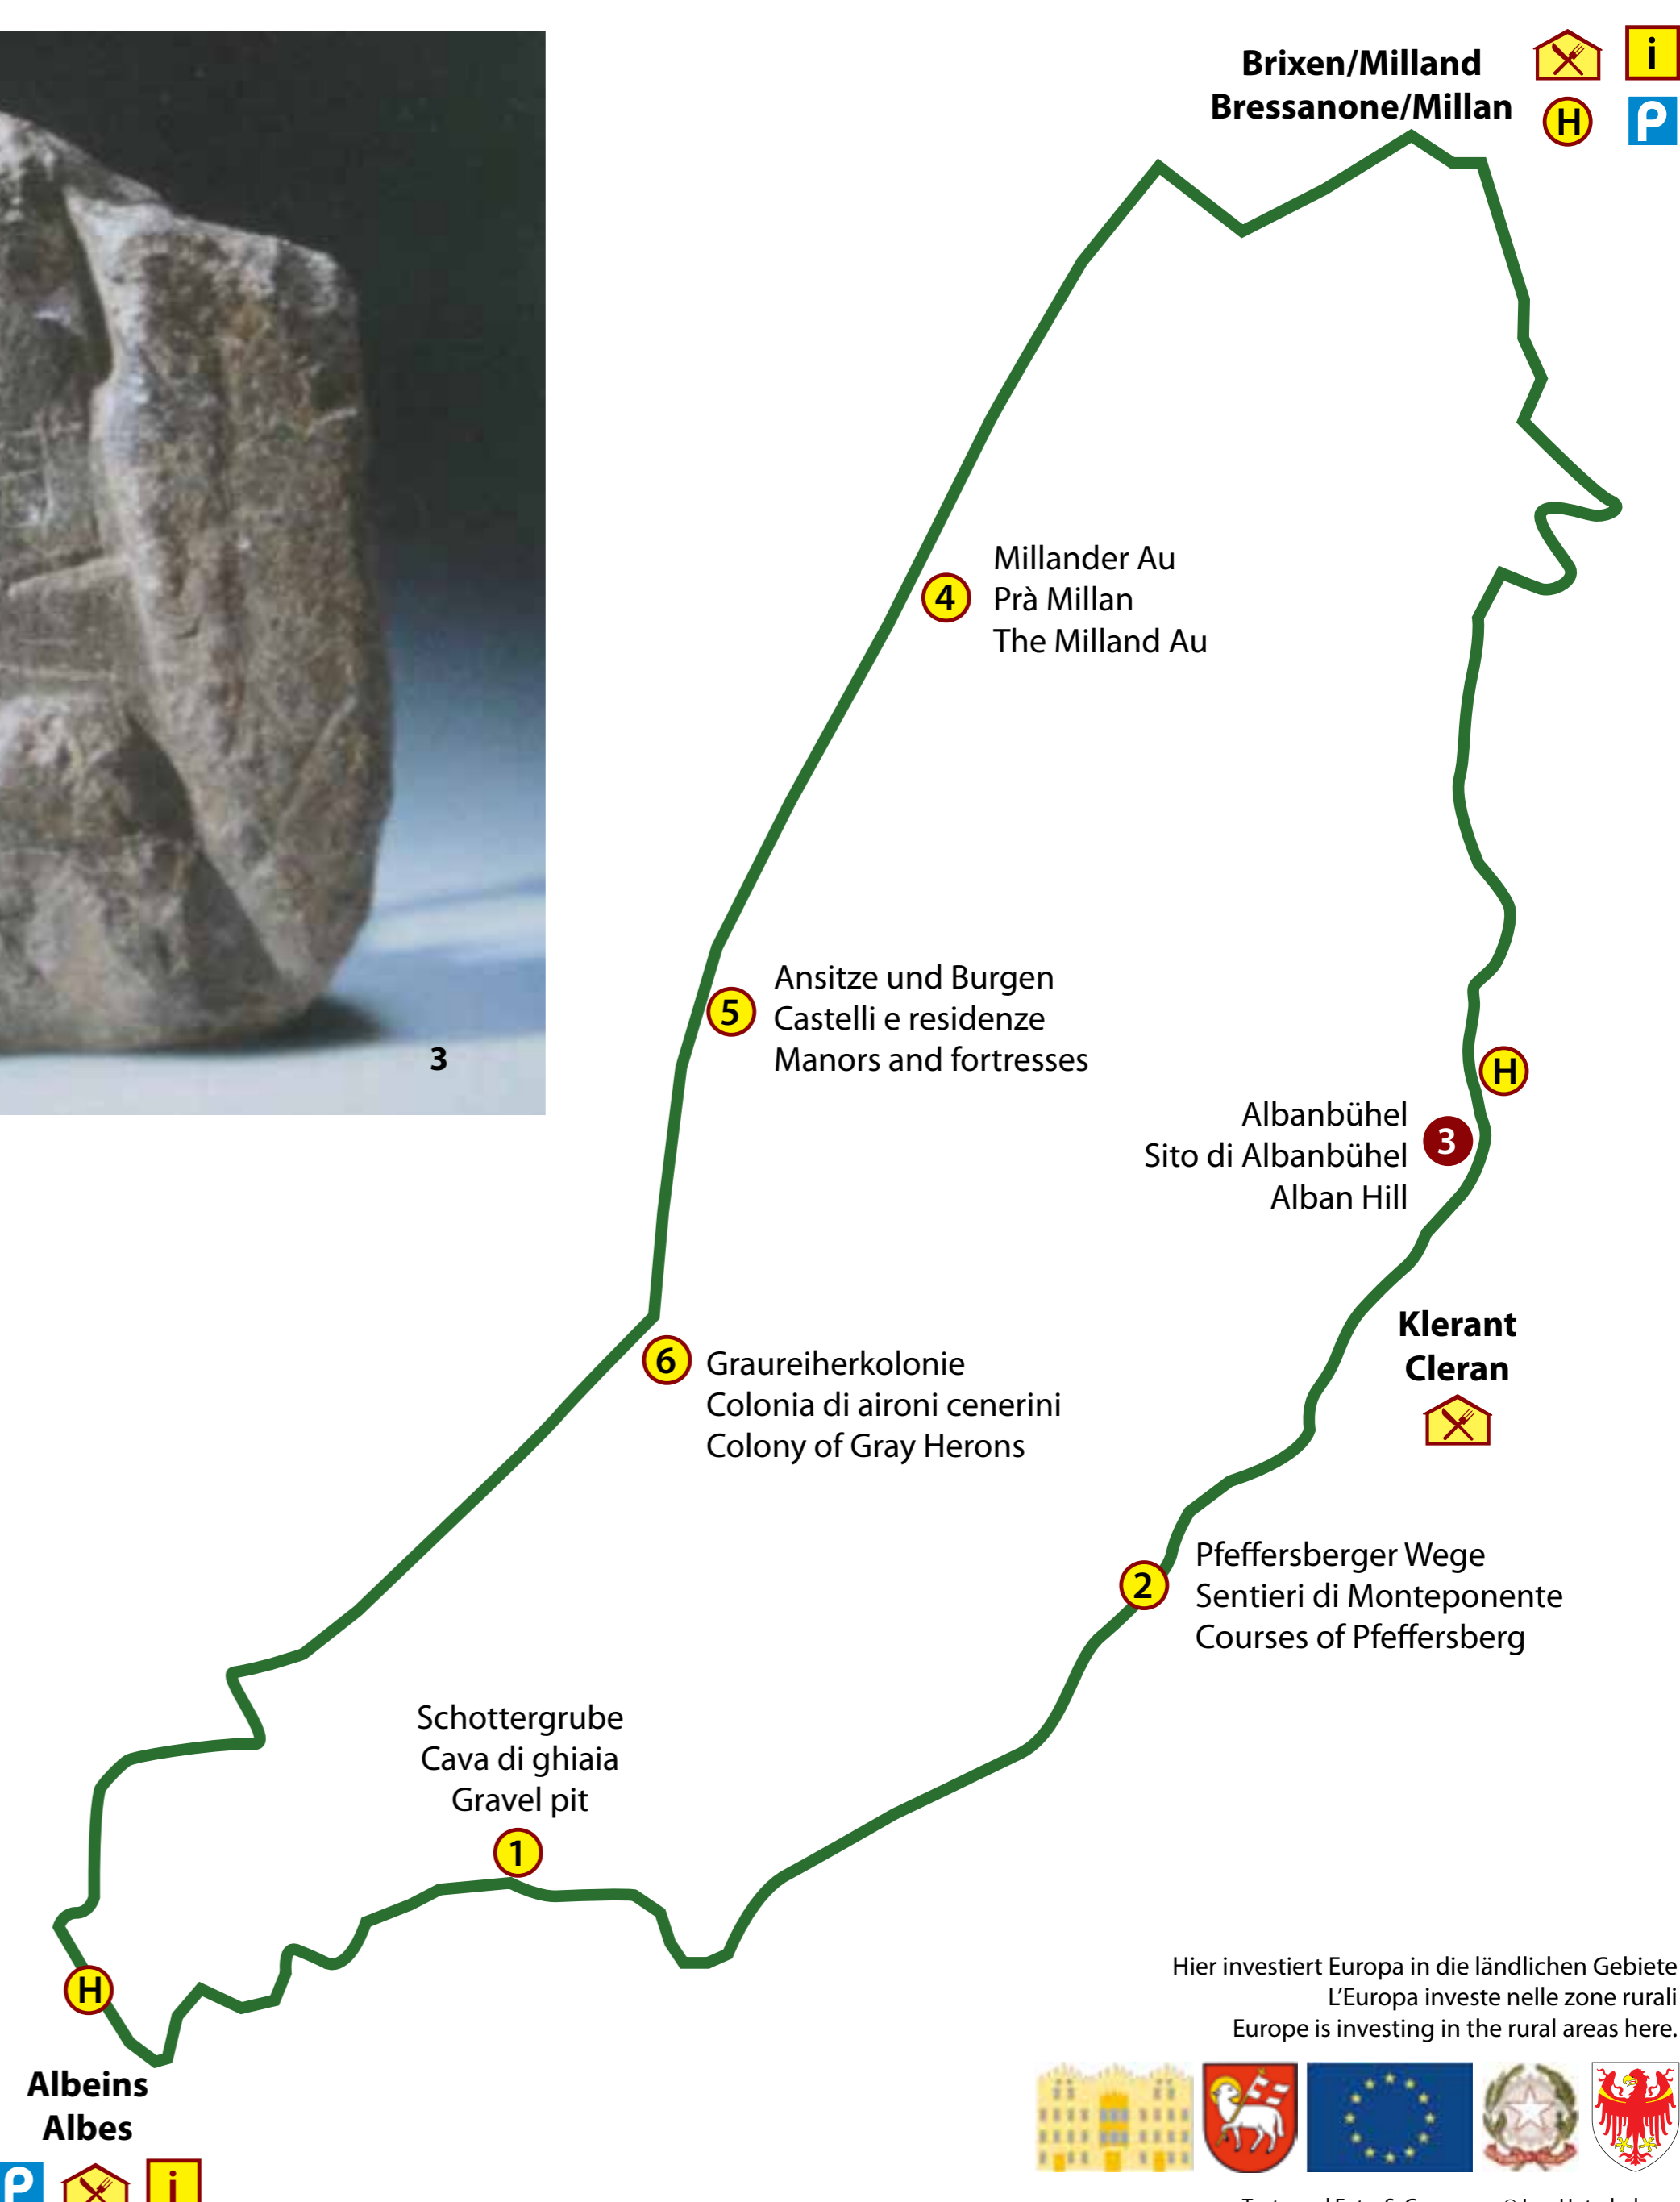 Brixen/Milland
Bressanone/Millan
i
H
P
3
4
Millander Au
Prà Millan
The Milland Au
5
Ansitze und Burgen
Castelli e residenze
Manors and fortresses
H
3
Albanbühel
Sito di Albanbühel
Alban Hill
Klerant
Cleran
6
Graureiherkolonie
Colonia di aironi cenerini
Colony of Gray Herons
2
Pfeffersberger Wege
Sentieri di Monteponente
Courses of Pfeffersberg
Schottergrube
Cava di ghiaia
Gravel pit
1
H
Albeins
Albes
P
i
Hier investiert Europa in die ländlichen Gebiete
L'Europa investe nelle zone rurali
Europe is investing in the rural areas here.